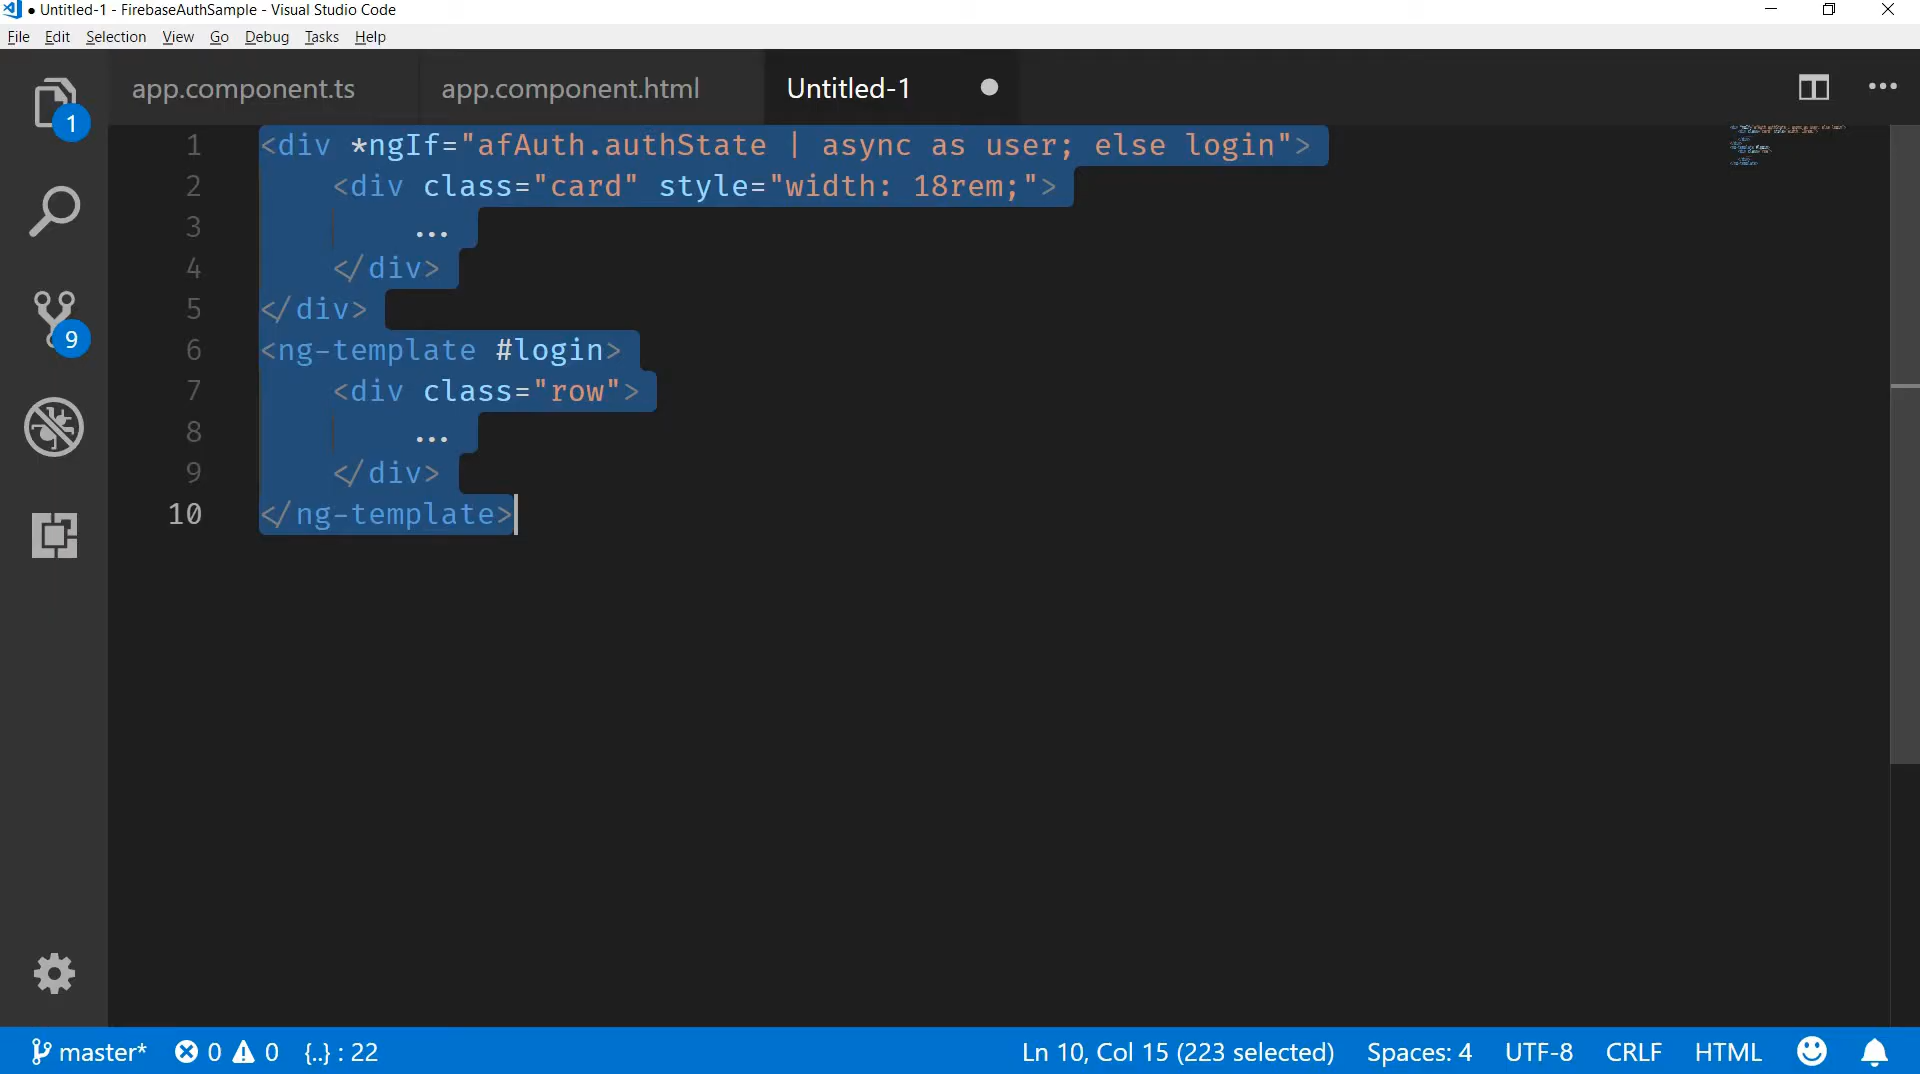 ● Untitled-1 - FirebaseAuthSample - Visual Studio Code
File Edit Selection View Go Debug Tasks Help
app.component.ts app.component.html Untitled-1
1 <div *ngIf="afAuth.authState | async as user; else login">
2 <div class="card" style="width: 18rem;">
3 ...
4 </div>
5 </div>
6 <ng-template #login>
7 <div class="row">
8 ...
9 </div>
10 </ng-template>
1
9
master* 0 0 {..} : 22 Ln 10, Col 15 (223 selected) Spaces: 4 UTF-8 CRLF HTML